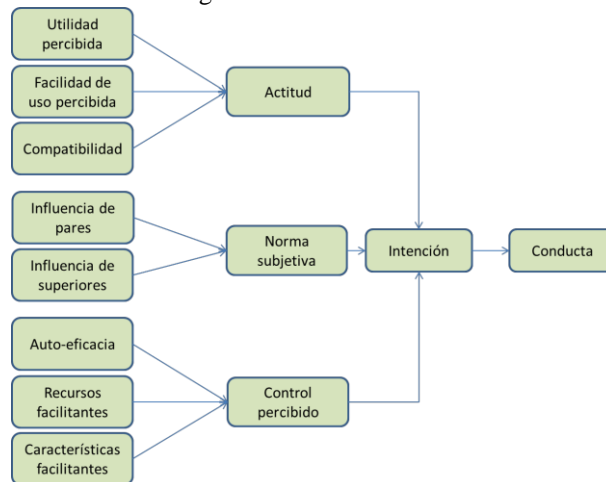 Utilidad
percibida
Facilidad de
uso percibida
Compatibilidad
Actitud
Influencia de
pares
Influencia de
superiores
Norma
subjetiva
Intención
Conducta
Auto-eficacia
Recursos
facilitantes
Características
facilitantes
Control
percibido